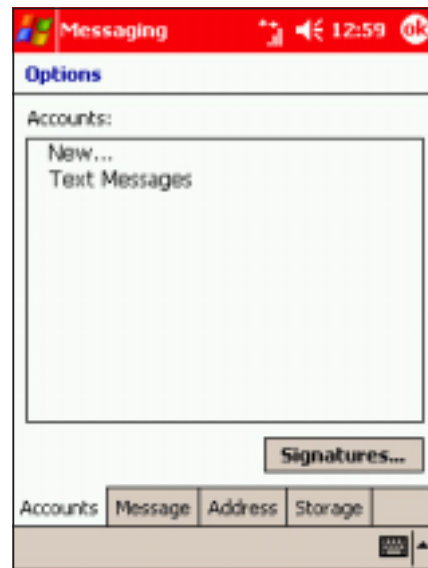 Messaging 12:59 ok
Options
Accounts:
New...
Text Messages
Signatures...
Accounts Message Address Storage